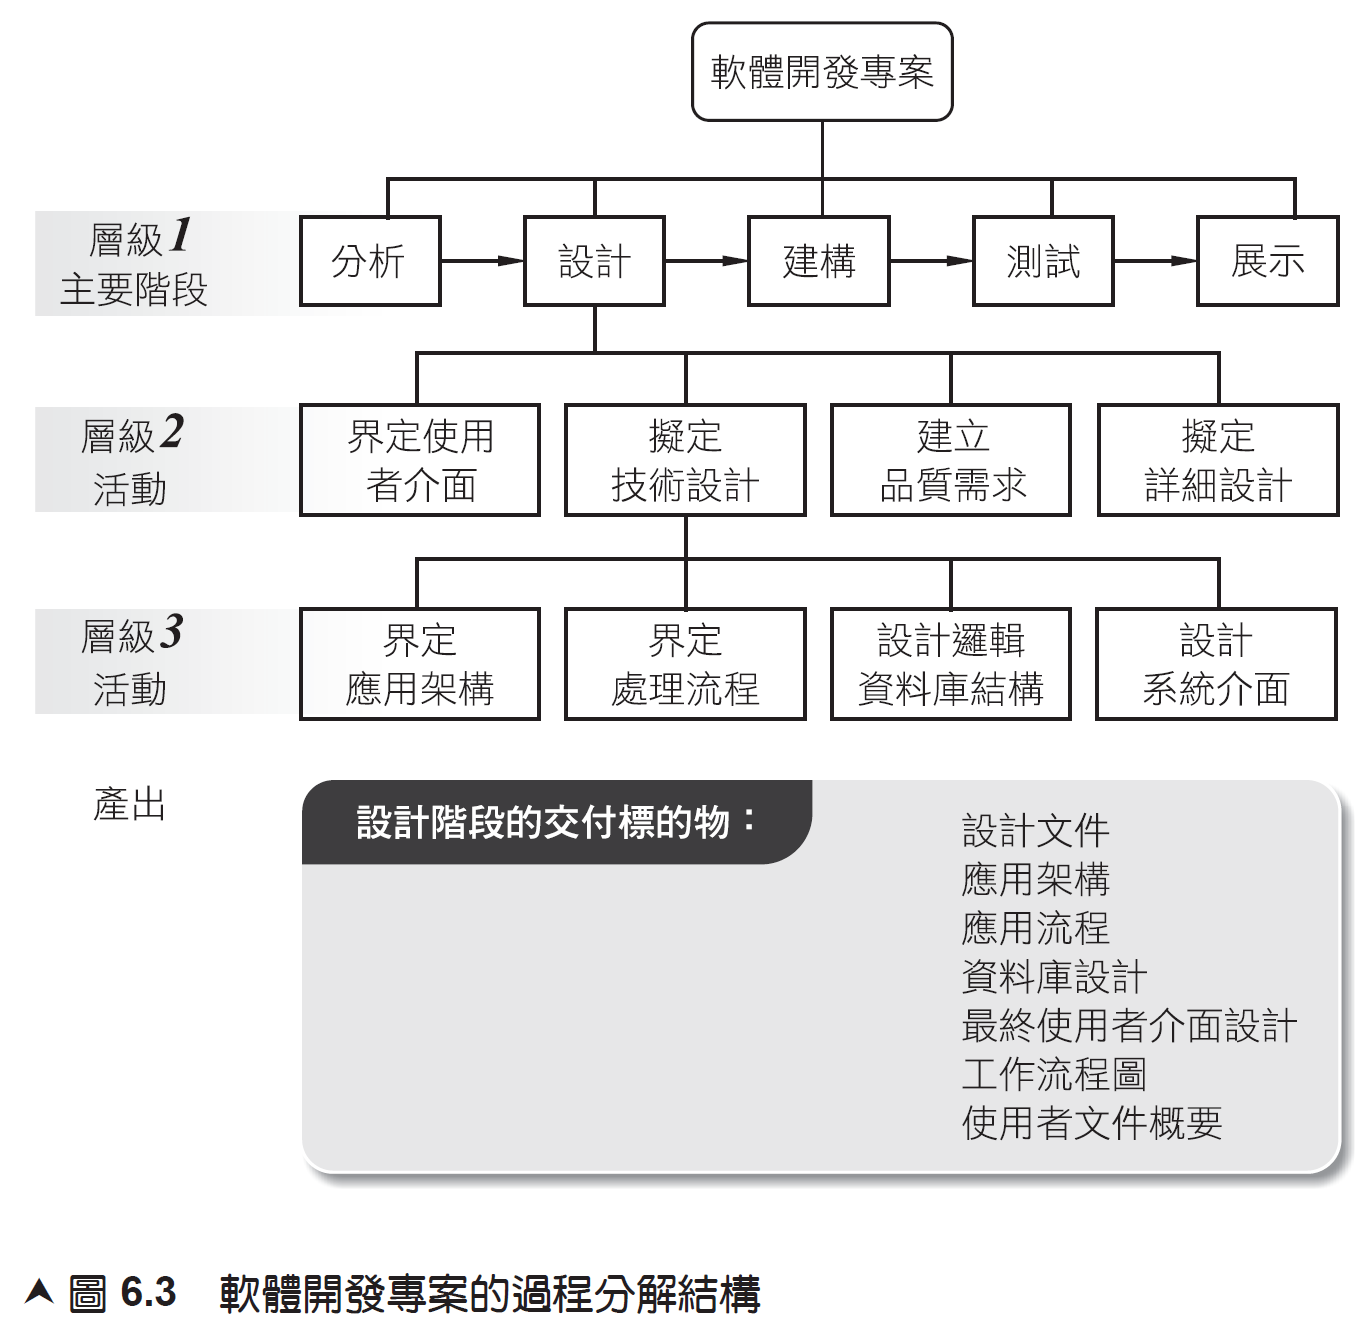 軟體開發專案
層級1
主要階段
分析
設計
建構
測試
展示
層級2
活動
界定使用
者介面
擬定
技術設計
建立
品質需求
擬定
詳細設計
層級3
活動
界定
應用架構
界定
處理流程
設計邏輯
資料庫結構
設計
系統介面
產出
設計階段的交付標的物：
設計文件
應用架構
應用流程
資料庫設計
最終使用者介面設計
工作流程圖
使用者文件概要
圖 6.3 軟體開發專案的過程分解結構